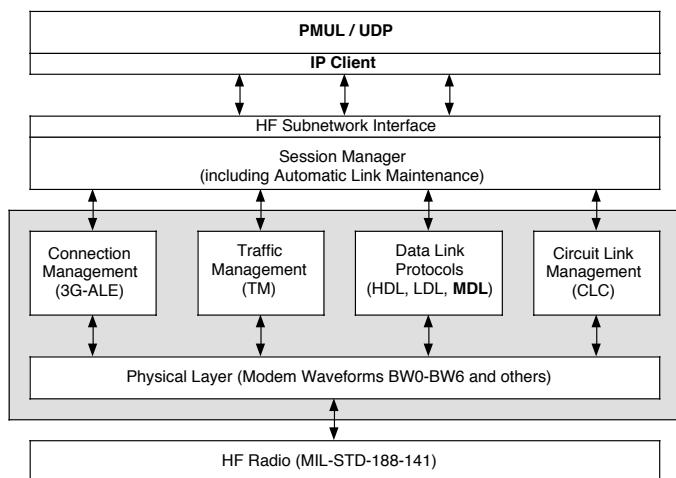 PMUL / UDP
IP Client
HF Subnetwork Interface
Session Manager
(including Automatic Link Maintenance)
Connection
Management
(3G-ALE)
Traffic
Management
(TM)
Data Link
Protocols
(HDL, LDL, MDL)
Circuit Link
Management
(CLC)
Physical Layer (Modem Waveforms BW0-BW6 and others)
HF Radio (MIL-STD-188-141)